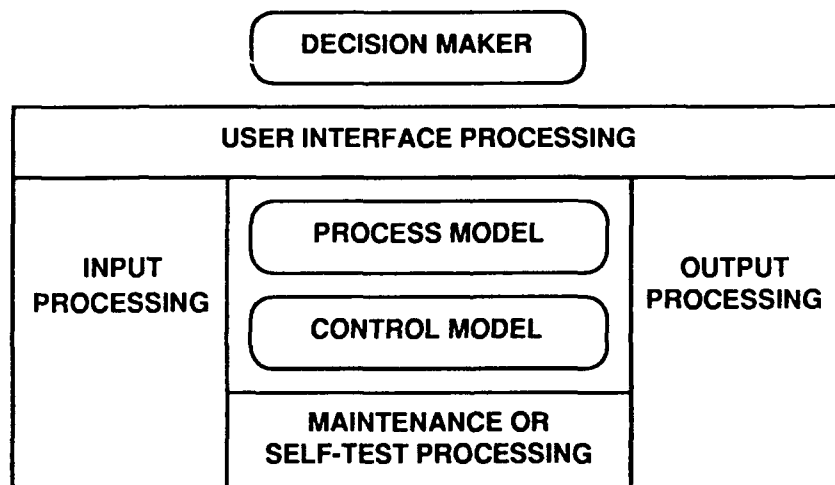 DECISION MAKER
USER INTERFACE PROCESSING
INPUT
PROCESSING
PROCESS MODEL
CONTROL MODEL
OUTPUT
PROCESSING
MAINTENANCE OR
SELF-TEST PROCESSING